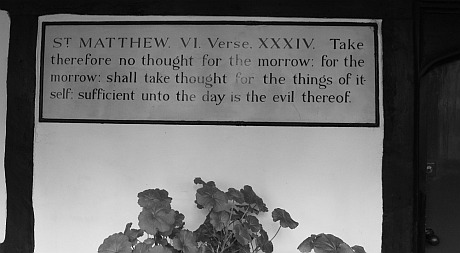 ST MATTHEW. VI. Verse. XXXIV. Take
therefore no thought for the morrow: for the
morrow: shall take thought for the things of it-
self: sufficient unto the day is the evil thereof.